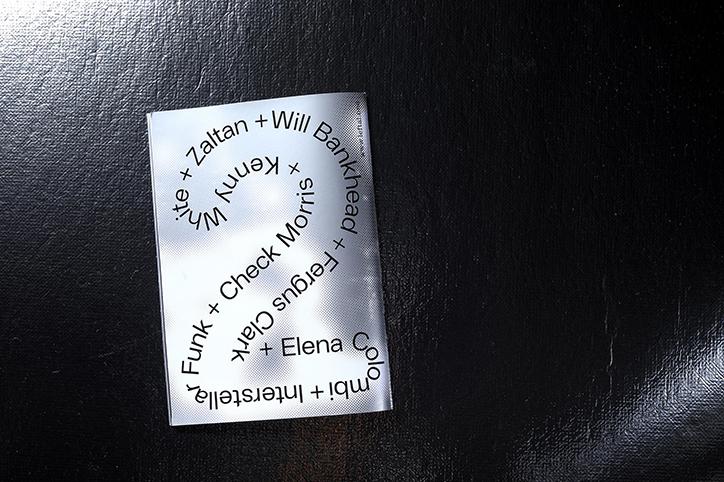 Kenny White + Zaltan + Will Bankhead + Fergus Clark + Elena Colombi + Interstellar Funk + Check Morris +